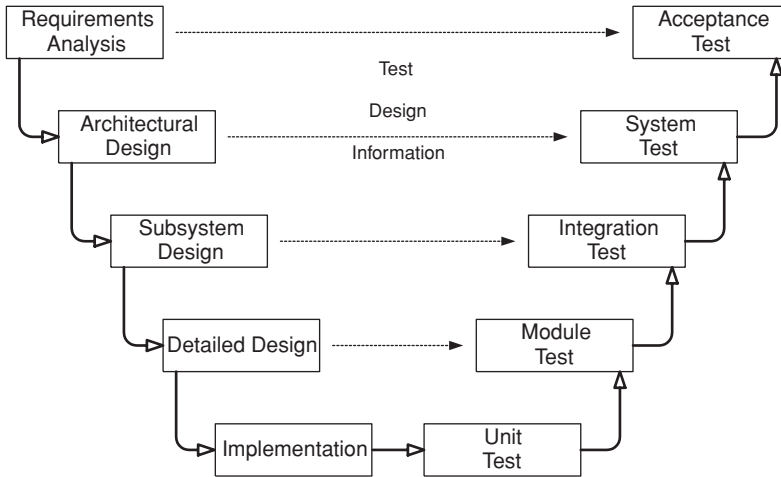 Requirements
Analysis
Acceptance
Test
Test
Design
Information
Architectural
Design
System
Test
Subsystem
Design
Integration
Test
Detailed Design
Module
Test
Implementation
Unit
Test